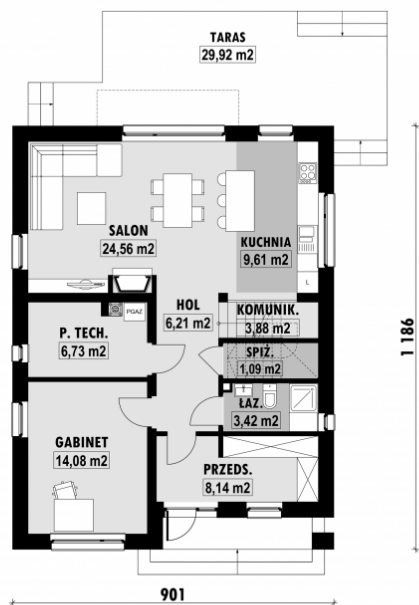 TARAS
29,92 m2
SALON
24,56 m2
KUCHNIA
9,61 m2
L
HOL
6,21 m2
KOMUNIK.
3,88 m2
PGAZ
P. TECH.
6,73 m2
SPIŻ.
1,09 m2
ŁAZ.
3,42 m2
GABINET
14,08 m2
PRZEDS.
8,14 m2
1 186
901